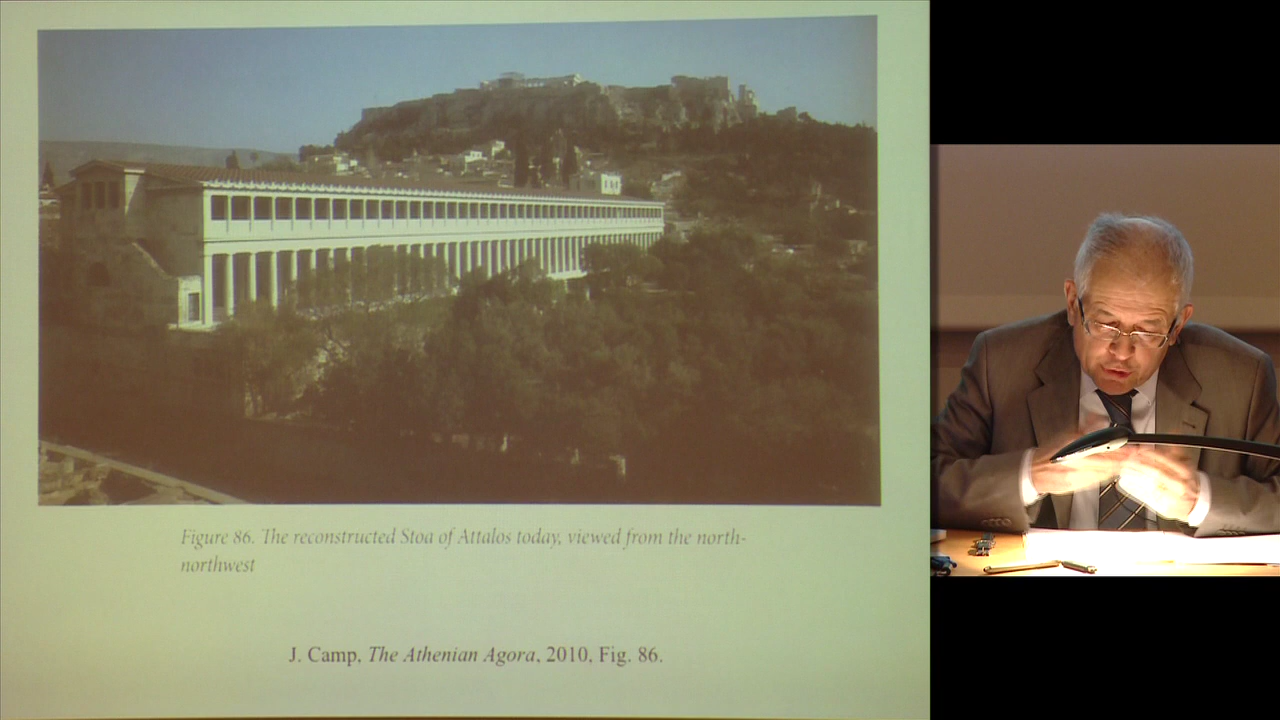 Figure 86. The reconstructed Stoa of Attalos today, viewed from the north-
northwest
J. Camp, The Athenian Agora, 2010, Fig. 86.